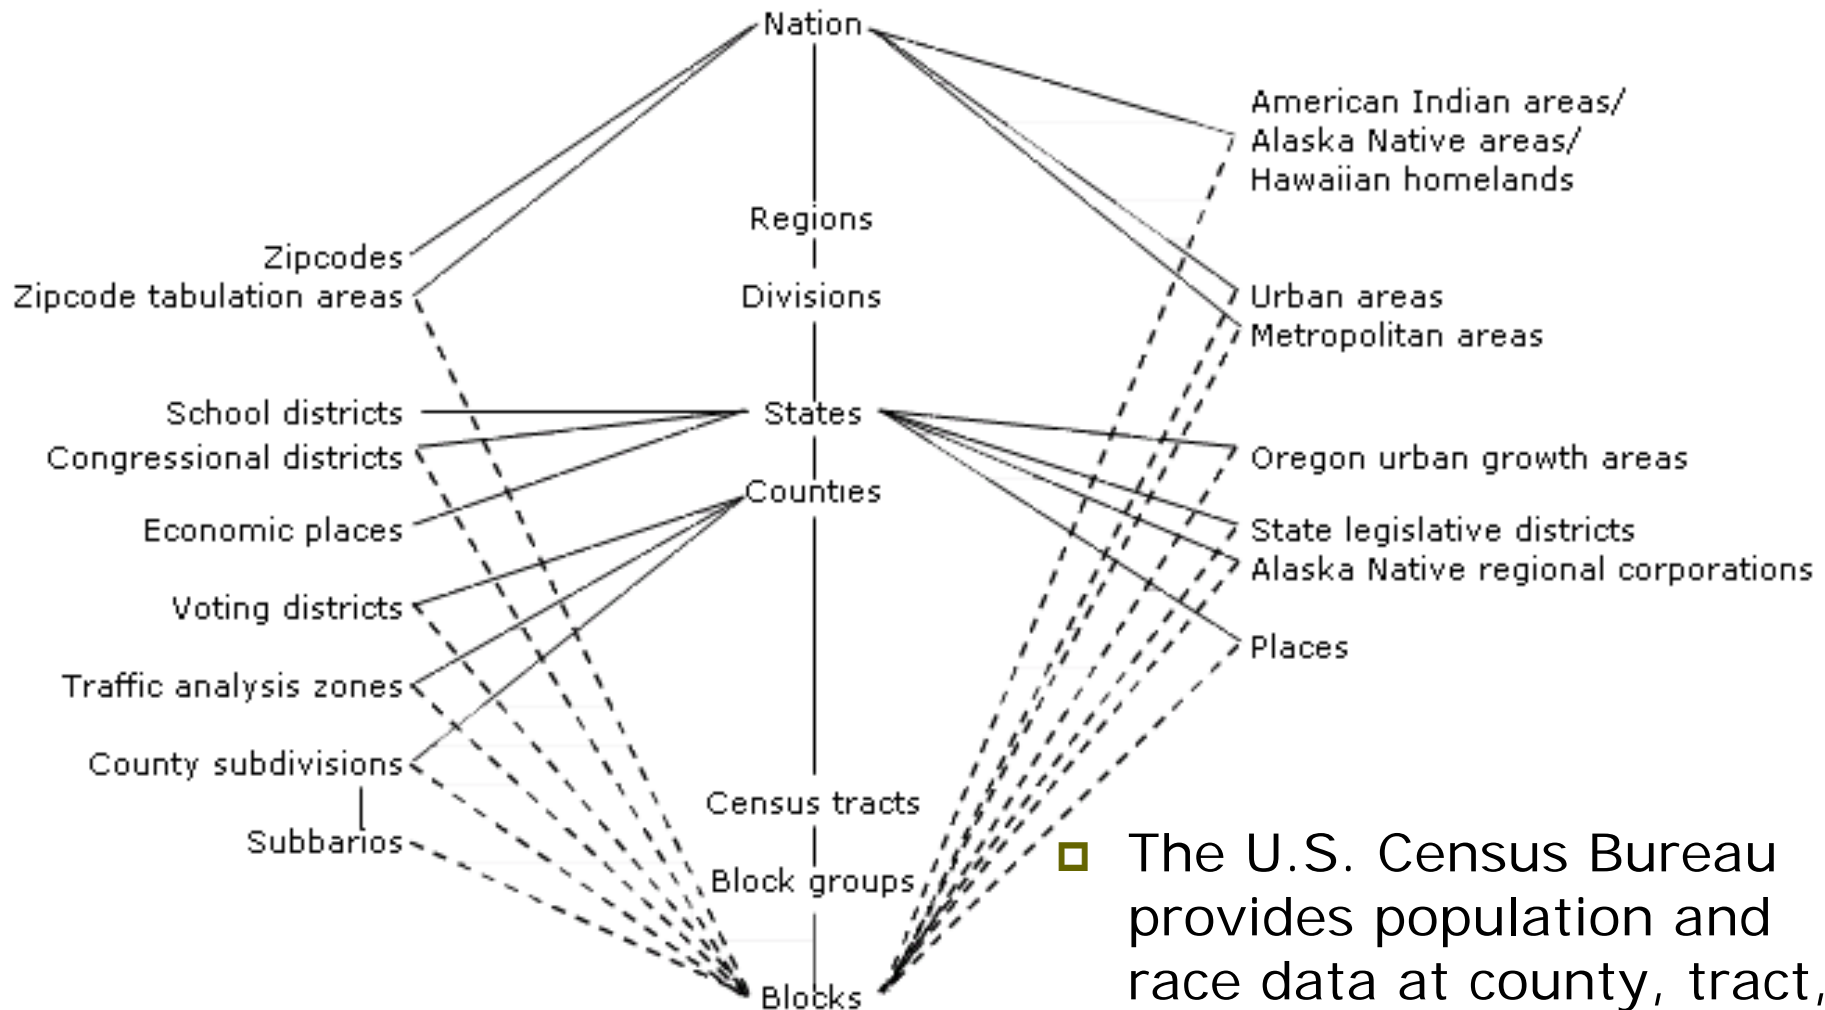 Nation
American Indian areas/
Alaska Native areas/
Hawaiian homelands
Regions
Zipcodes
Zipcode tabulation areas
Divisions
Urban areas
Metropolitan areas
School districts
States
Congressional districts
Oregon urban growth areas
Counties
Economic places
State legislative districts
Alaska Native regional corporations
Voting districts
Places
Traffic analysis zones
County subdivisions
Census tracts
Subbarios
Block groups
Blocks
The U.S. Census Bureau
provides population and
race data at county, tract,